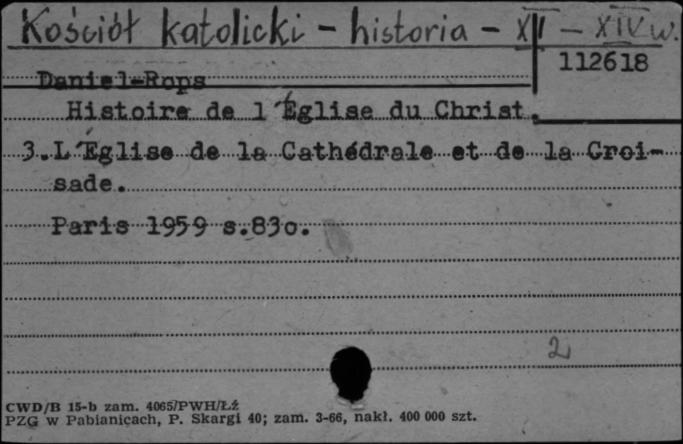 Kościół katolicki - historia - XII - XIV w.
112618
Daniel-Rops
Histoire de l'Église du Christ.
3.L'Église de la Cathédrale et de la Croi-
sade.
Paris 1959 s.830.
2
CWD/B 15-b zam. 4065/PWH/Łź
PZG w Pabianicach, P. Skargi 40; zam. 3-66, nakł. 400 000 szt.